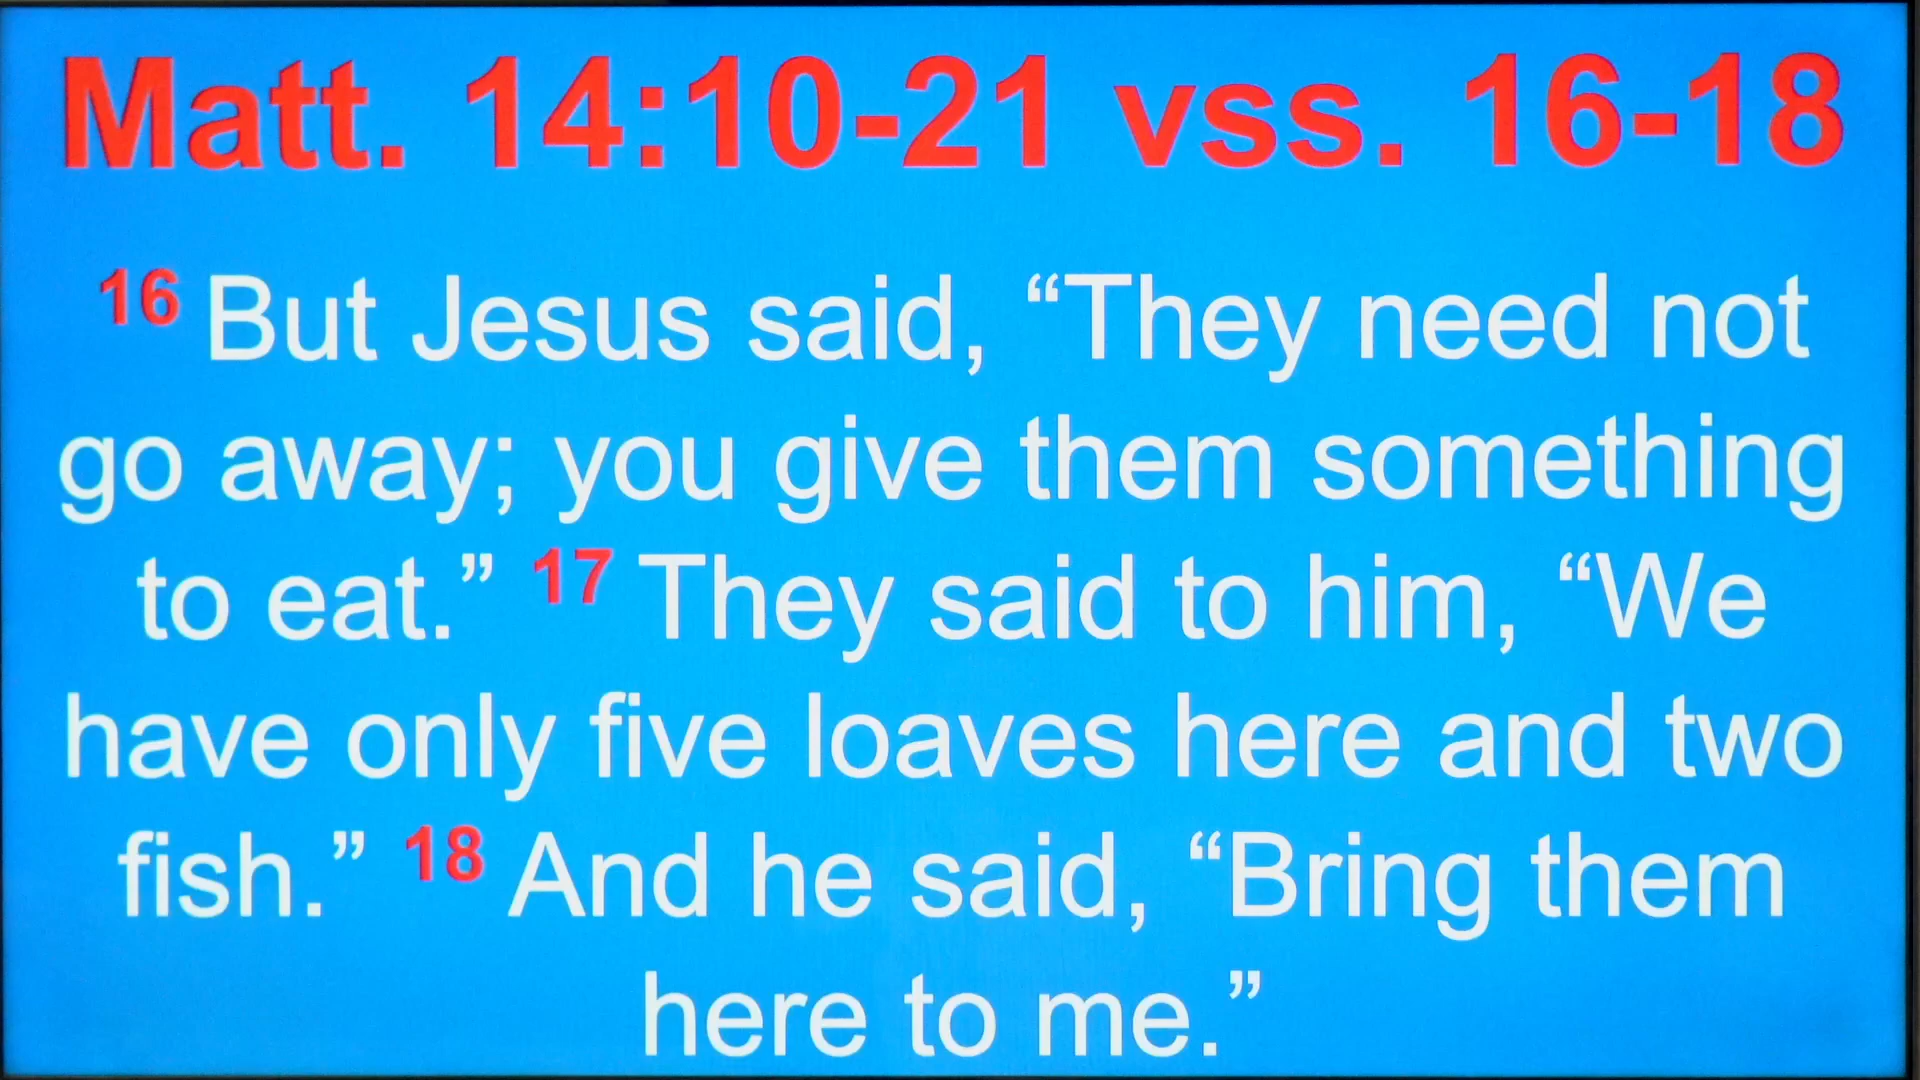 Matt. 14:10-21 vss. 16-18
16 But Jesus said, “They need not
go away; you give them something
to eat.” 17 They said to him, “We
have only five loaves here and two
fish.” 18 And he said, “Bring them
here to me.”